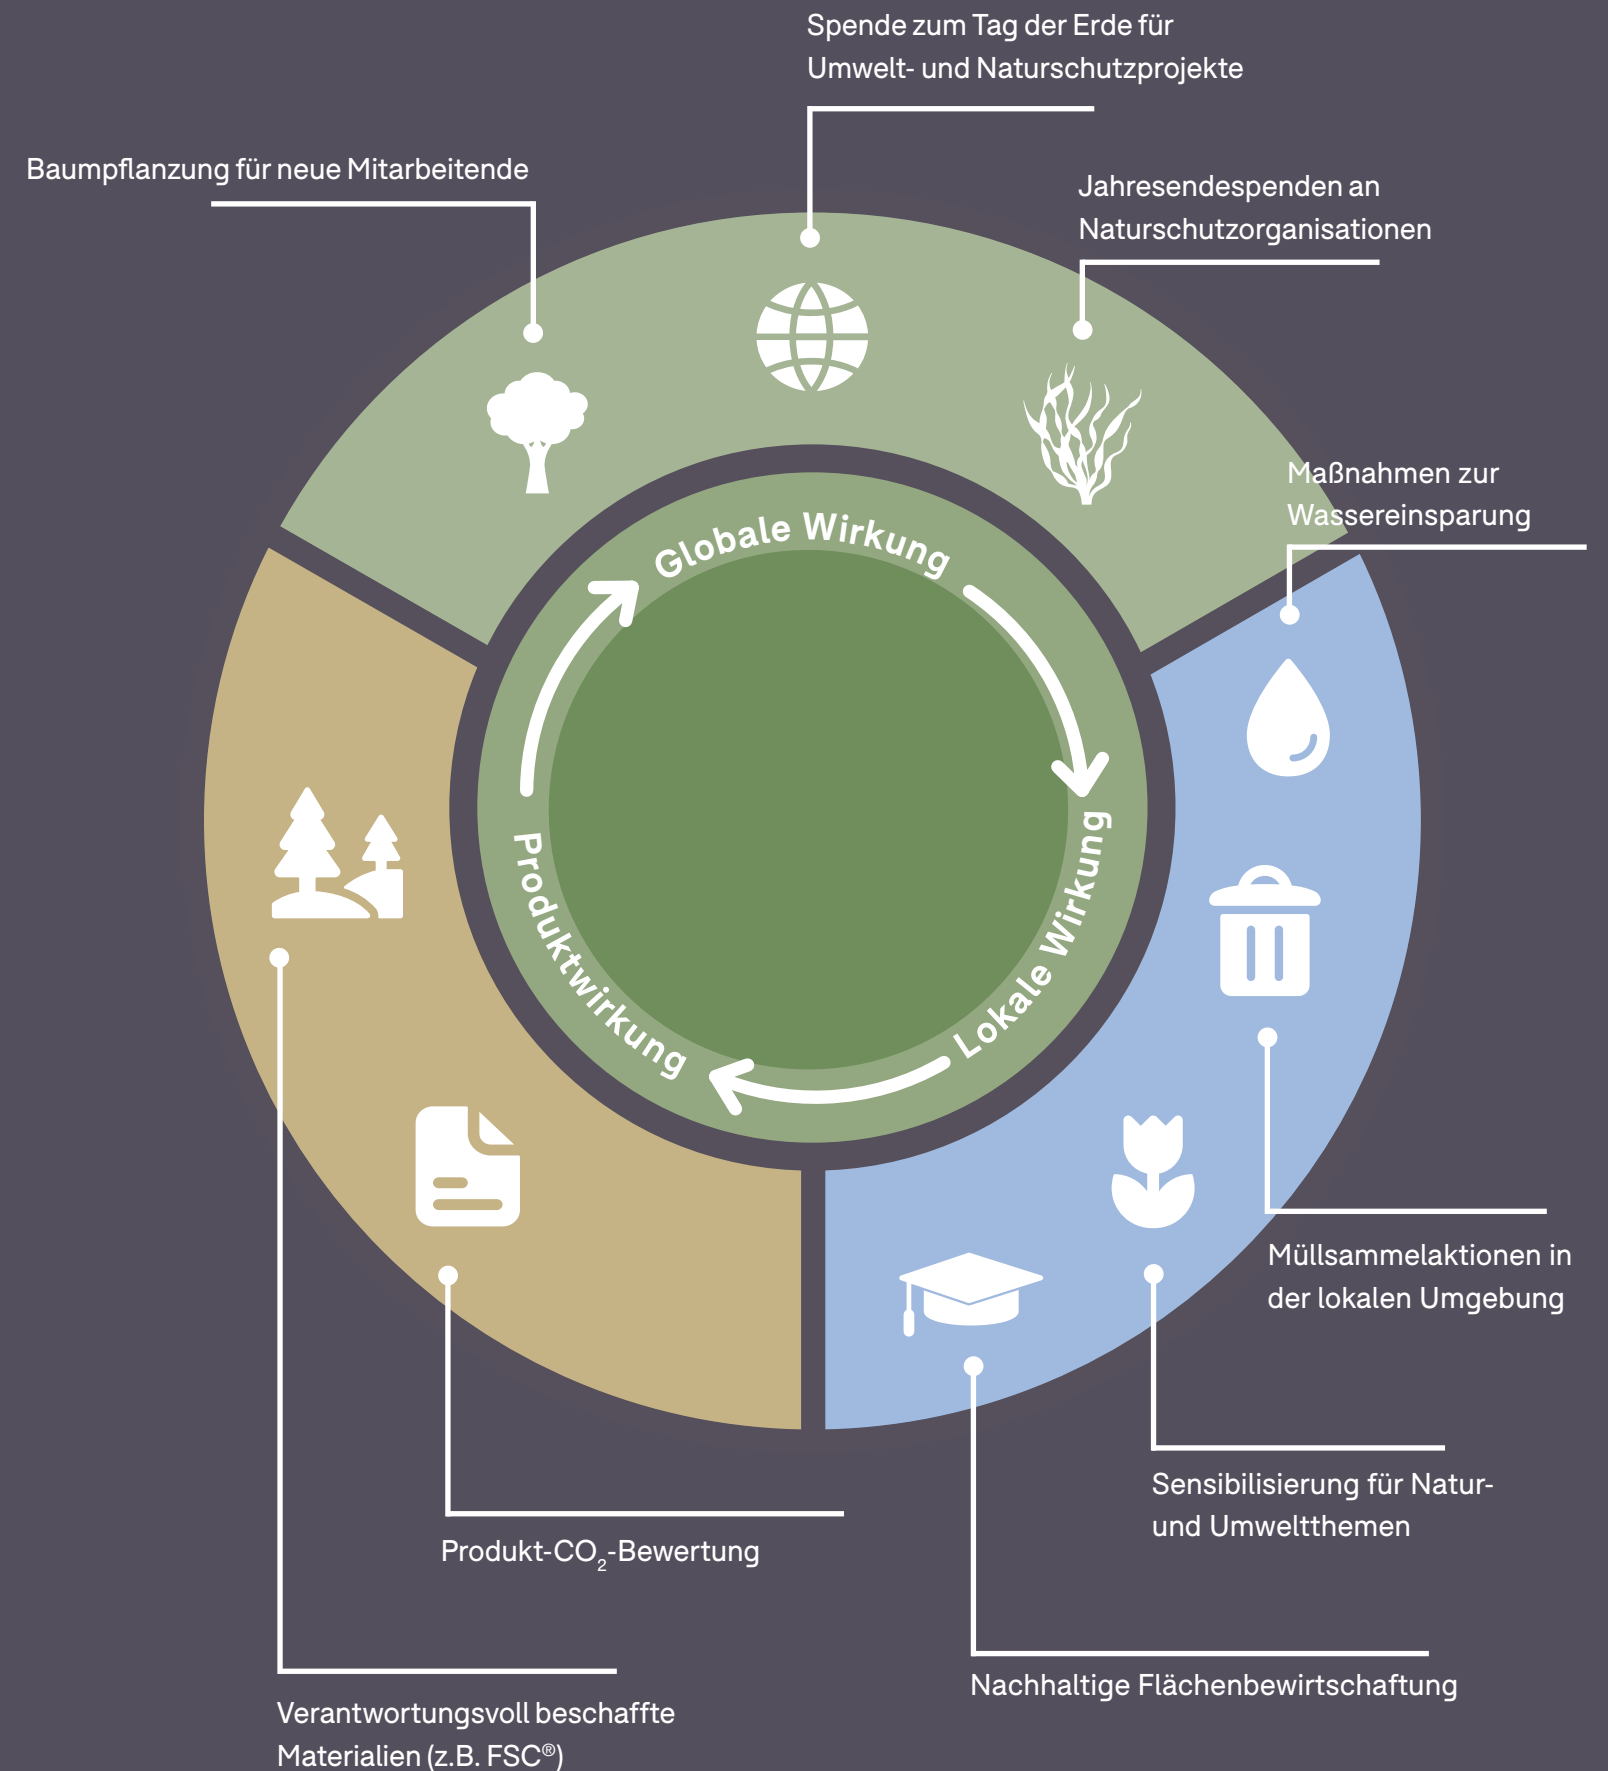 Spende zum Tag der Erde für
Umwelt- und Naturschutzprojekte
Baumpflanzung für neue Mitarbeitende
Jahresendespenden an
Naturschutzorganisationen
Maßnahmen zur
Wassereinsparung
Globale Wirkung
Lokale Wirkung
Produktwirkung
Müllsammelaktionen in
der lokalen Umgebung
Sensibilisierung für Natur-
und Umweltthemen
Produkt-CO₂-Bewertung
Nachhaltige Flächenbewirtschaftung
Verantwortungsvoll beschaffte
Materialien (z.B. FSC®)